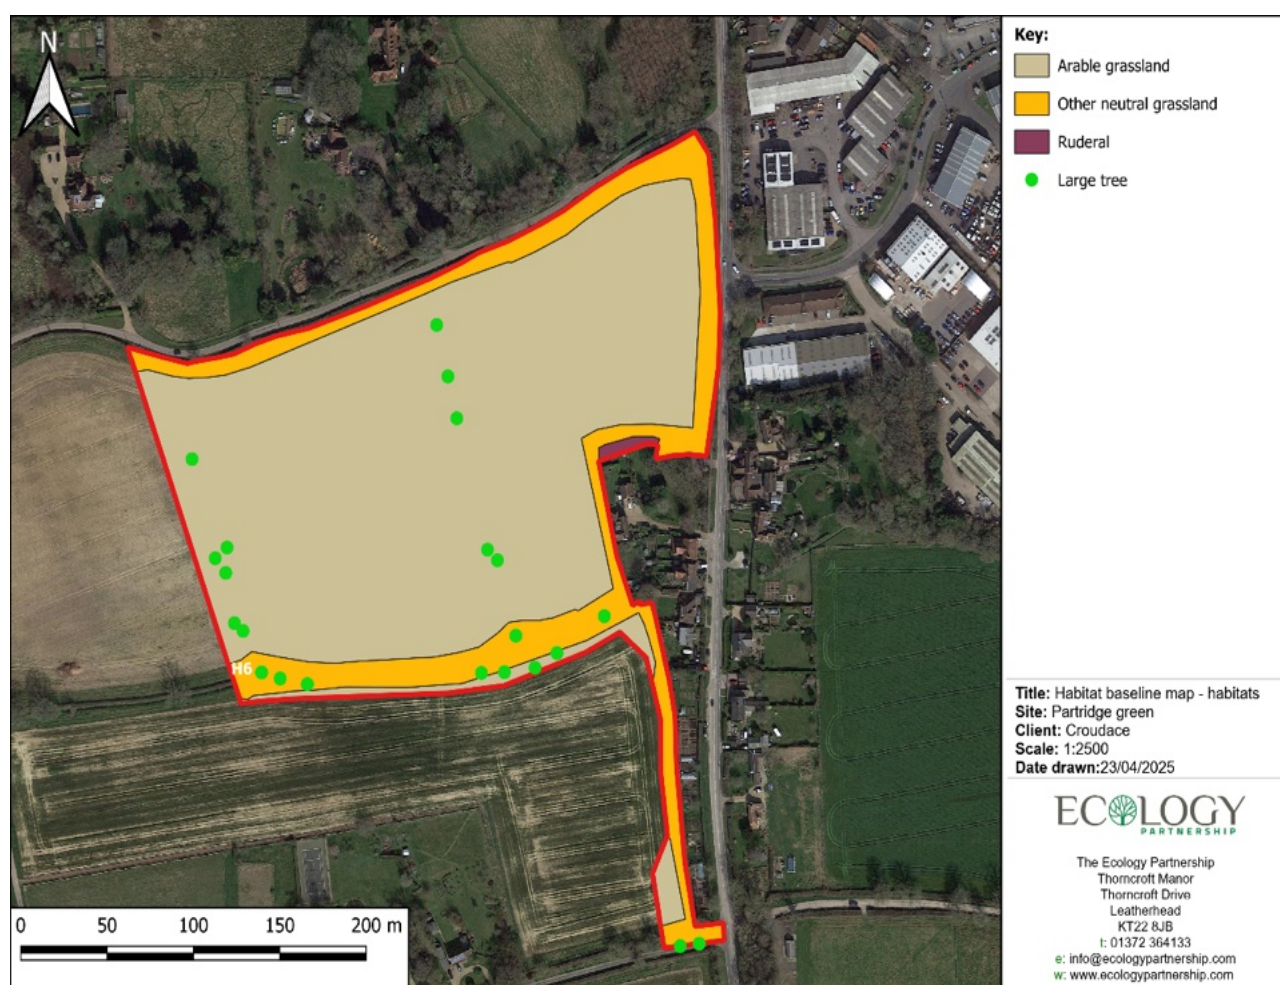 N
H6
0 50 100 150 200 m
Key:
Arable grassland
Other neutral grassland
Ruderal
Large tree
Title: Habitat baseline map - habitats
Site: Partridge green
Client: Croudace
Scale: 1:2500
Date drawn:23/04/2025
ECOLOGY
PARTNERSHIP
The Ecology Partnership
Thorncroft Manor
Thorncroft Drive
Leatherhead
KT22 8JB
t: 01372 364133
e: info@ecologypartnership.com
w: www.ecologypartnership.com